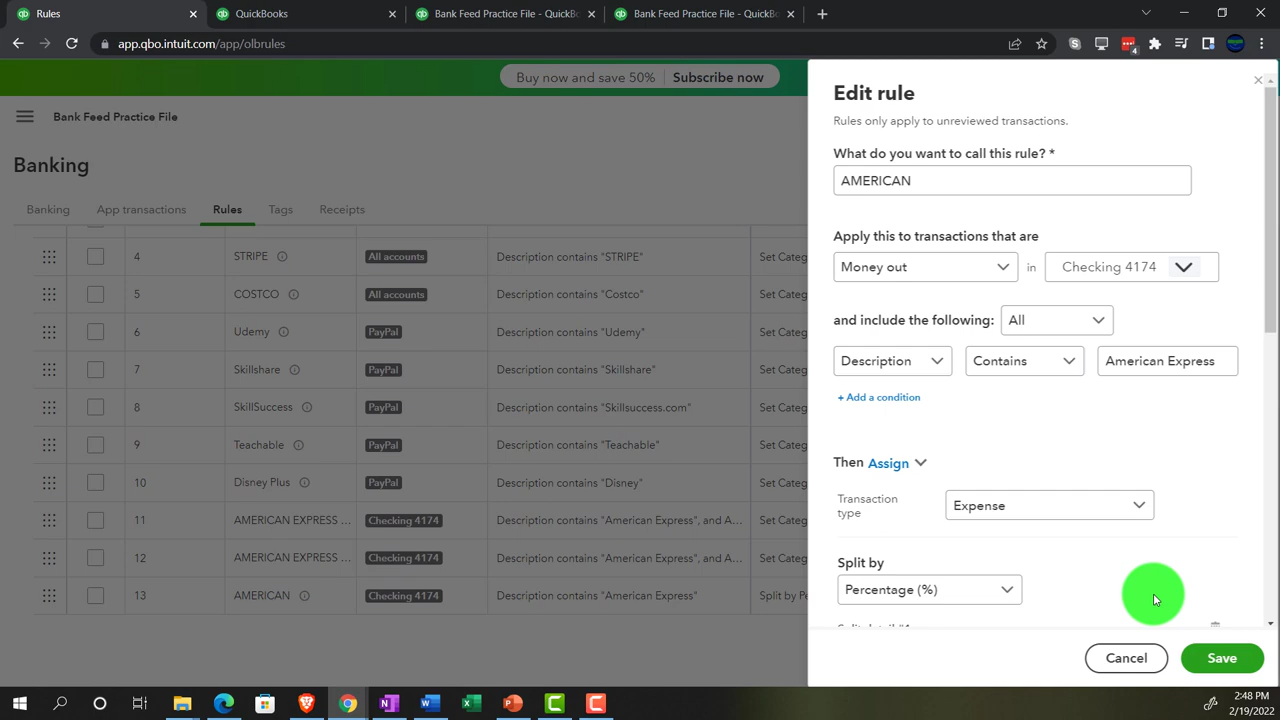 Rules
QuickBooks
Bank Feed Practice File - QuickBo
Bank Feed Practice File - QuickBo
app.qbo.intuit.com/app/olbrules
4
Buy now and save 50% Subscribe now
Bank Feed Practice File
Banking
Banking App transactions Rules Tags Receipts
4 STRIPE All accounts Description contains "STRIPE" Set Categ
5 COSTCO All accounts Description contains "Costco" Set Categ
6 Udemy PayPal Description contains "Udemy" Set Categ
7 Skillshare PayPal Description contains "Skillshare" Set Categ
8 SkillSuccess PayPal Description contains "Skillsuccess.com" Set Categ
9 Teachable PayPal Description contains "Teachable" Set Categ
10 Disney Plus PayPal Description contains "Disney" Set Categ
11 AMERICAN EXPRESS ... Checking 4174 Description contains "American Express", and A... Set Categ
12 AMERICAN EXPRESS ... Checking 4174 Description contains "American Express", and A... Set Categ
13 AMERICAN Checking 4174 Description contains "American Express" Split by Pe
Edit rule
Rules only apply to unreviewed transactions.
What do you want to call this rule? *
AMERICAN
Apply this to transactions that are
Money out in Checking 4174
and include the following: All
Description Contains American Express
+ Add a condition
Then Assign
Transaction type Expense
Split by
Percentage (%)
Split detail #1
Cancel Save
2:48 PM
2/19/2022